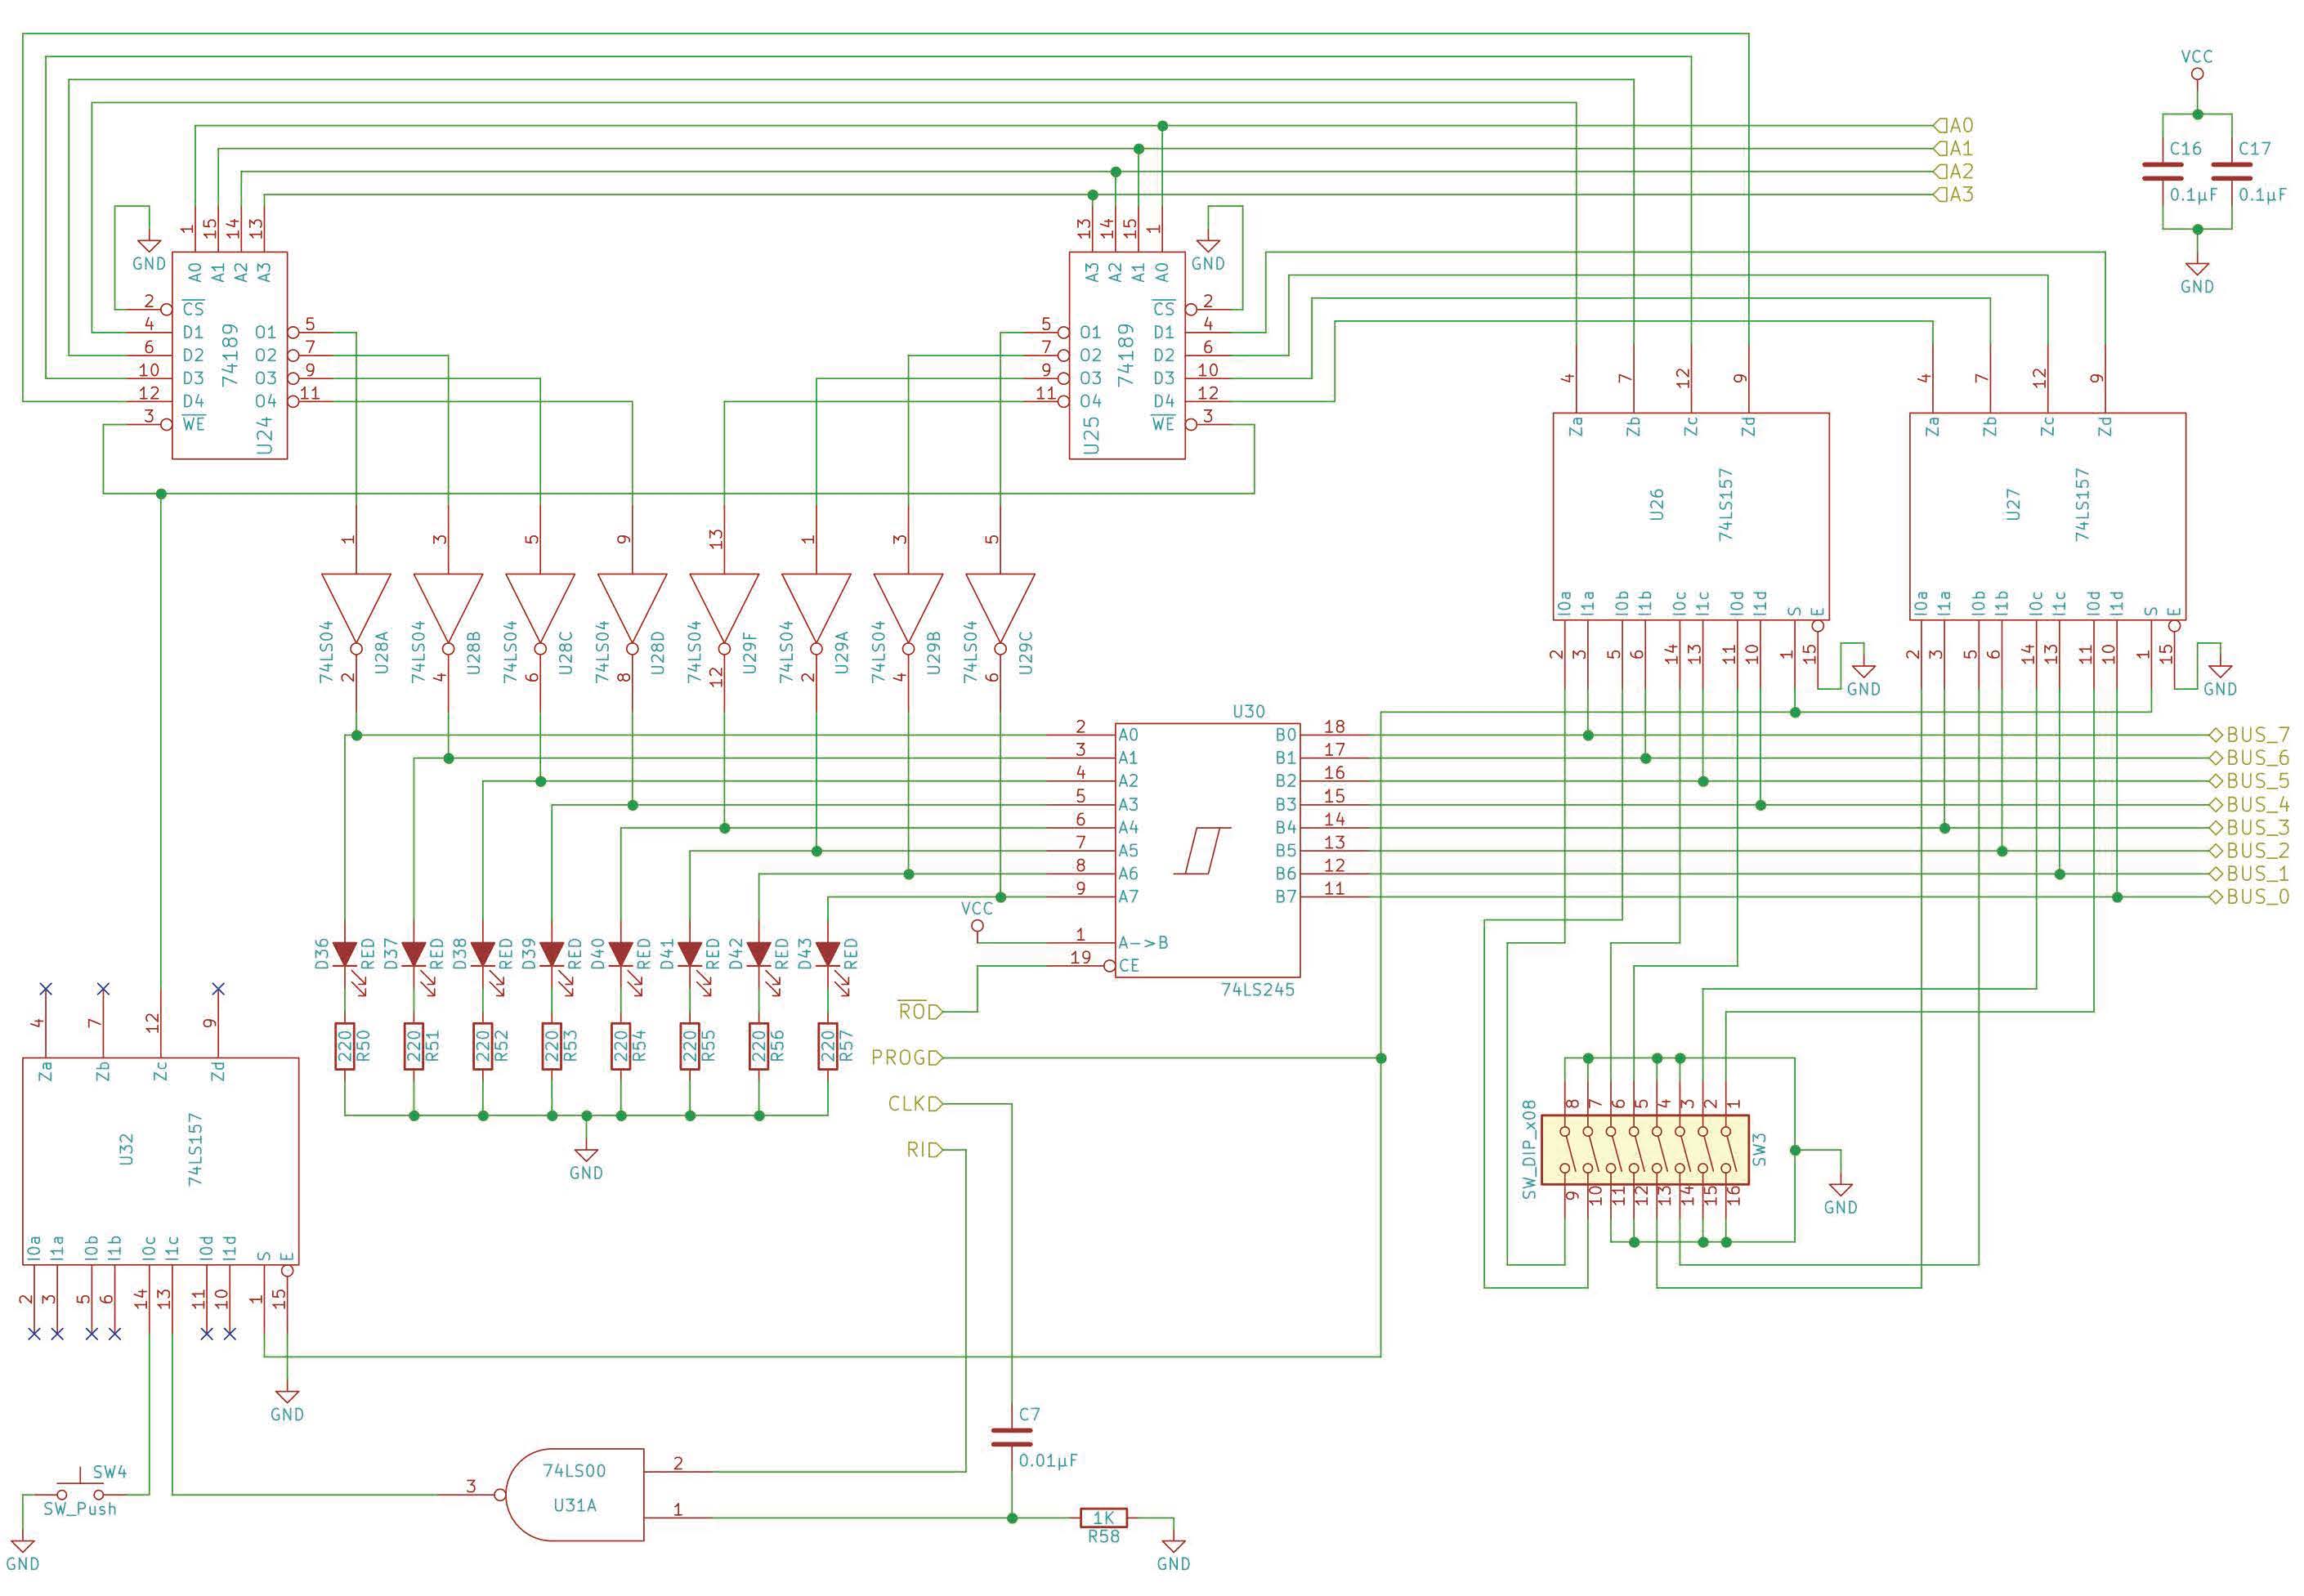 VCC
C16
0.1µF
C17
0.1µF
GND
A0
A1
A2
A3
GND
1 15 14 13
A0 A1 A2 A3
2 CS
4 D1
6 D2
10 D3
12 D4
3 WE
O1 5
O2 7
O3 9
O4 11
74189
U24
13 14 15 1
A3 A2 A1 A0
GND
5 O1
7 O2
9 O3
11 O4
CS 2
D1 4
D2 6
D3 10
D4 12
WE 3
74189
U25
4 7 12 9
Za Zb Zc Zd
U26
74LS157
I0a I1a I0b I1b I0c I1c I0d I1d S E
2 3 5 6 14 13 11 10 1 15
GND
4 7 12 9
Za Zb Zc Zd
U27
74LS157
I0a I1a I0b I1b I0c I1c I0d I1d S E
2 3 5 6 14 13 11 10 1 15
GND
1 3 5 9 13 1 3 5
74LS04 U28A
74LS04 U28B
74LS04 U28C
74LS04 U28D
74LS04 U29F
74LS04 U29A
74LS04 U29B
74LS04 U29C
2 4 6 8 12 2 4 6
U30
2 A0 B0 18
3 A1 B1 17
4 A2 B2 16
5 A3 B3 15
6 A4 B4 14
7 A5 B5 13
8 A6 B6 12
9 A7 B7 11
VCC
1 A->B
19 CE
74LS245
BUS_7
BUS_6
BUS_5
BUS_4
BUS_3
BUS_2
BUS_1
BUS_0
D36 RED
D37 RED
D38 RED
D39 RED
D40 RED
D41 RED
D42 RED
D43 RED
220 R50
220 R51
220 R52
220 R53
220 R54
220 R55
220 R56
220 R57
GND
RO
PROG
CLK
RI
4 7 12 9
Za Zb Zc Zd
U32
74LS157
I0a I1a I0b I1b I0c I1c I0d I1d S E
2 3 5 6 14 13 11 10 1 15
GND
SW_DIP_x08
8 7 6 5 4 3 2 1
9 10 11 12 13 14 15 16
SW3
GND
SW4
SW_Push
GND
3
74LS00
U31A
2
1
C7
0.01µF
1K
R58
GND